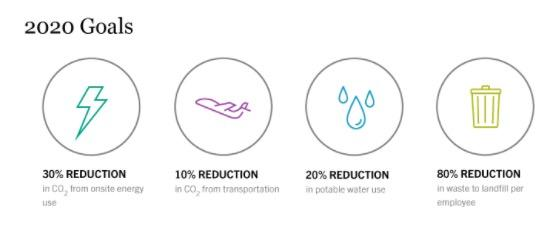 2020 Goals
30% REDUCTION
in CO₂ from onsite energy
use
10% REDUCTION
in CO₂ from transportation
20% REDUCTION
in potable water use
80% REDUCTION
in waste to landfill per
employee